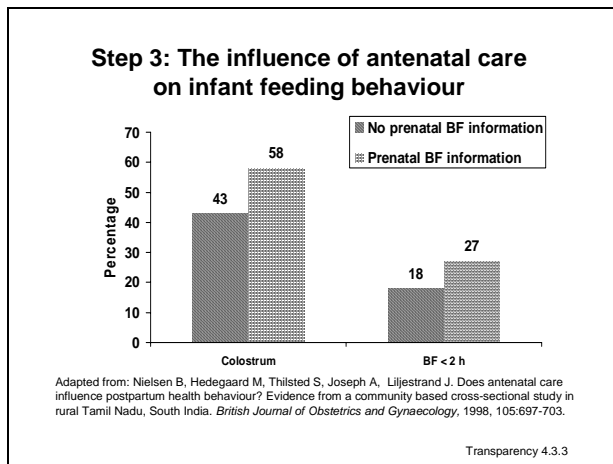 Step 3: The influence of antenatal care
on infant feeding behaviour
No prenatal BF information
Prenatal BF information
Percentage
70
60
50
40
30
20
10
0
43
58
18
27
Colostrum
BF < 2 h
Adapted from: Nielsen B, Hedegaard M, Thilsted S, Joseph A, Liljestrand J. Does antenatal care
influence postpartum health behaviour? Evidence from a community based cross-sectional study in
rural Tamil Nadu, South India. British Journal of Obstetrics and Gynaecology, 1998, 105:697-703.
Transparency 4.3.3